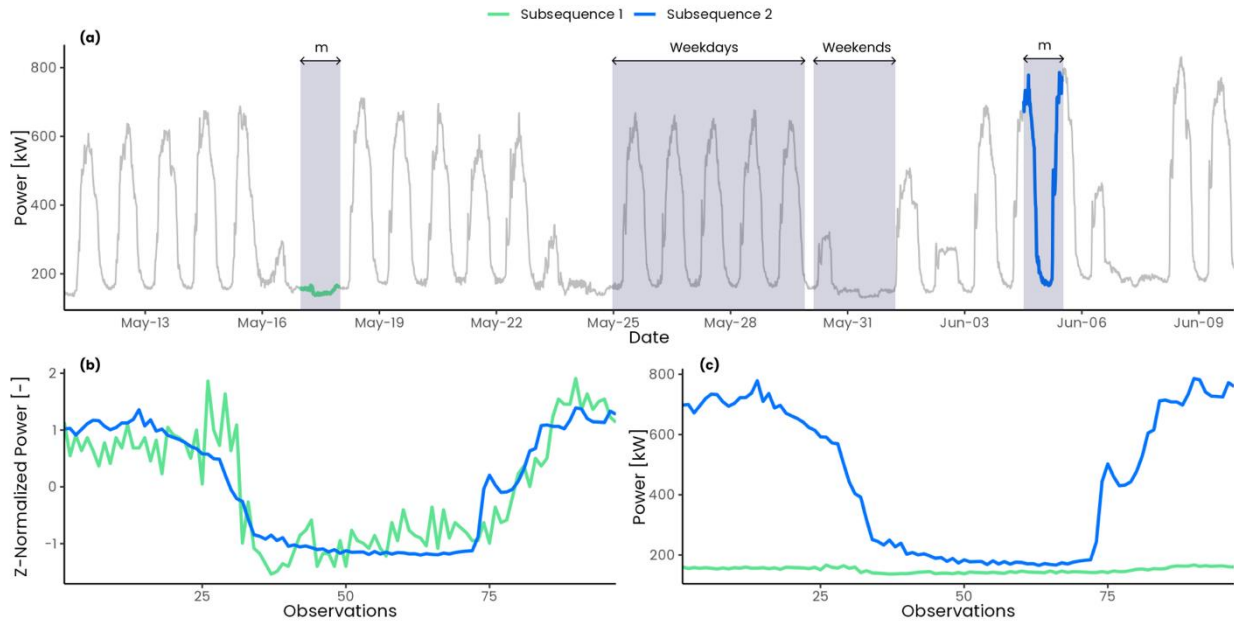 Subsequence 1 Subsequence 2
(a)
m Weekdays Weekends m
Power [kW]
800
600
400
200
May-13 May-16 May-19 May-22 May-25 May-28 May-31 Jun-03 Jun-06 Jun-09
Date
(b)
Z-Normalized Power [-]
2
1
0
-1
25 50 75
Observations
(c)
Power [kW]
800
600
400
200
25 50 75
Observations